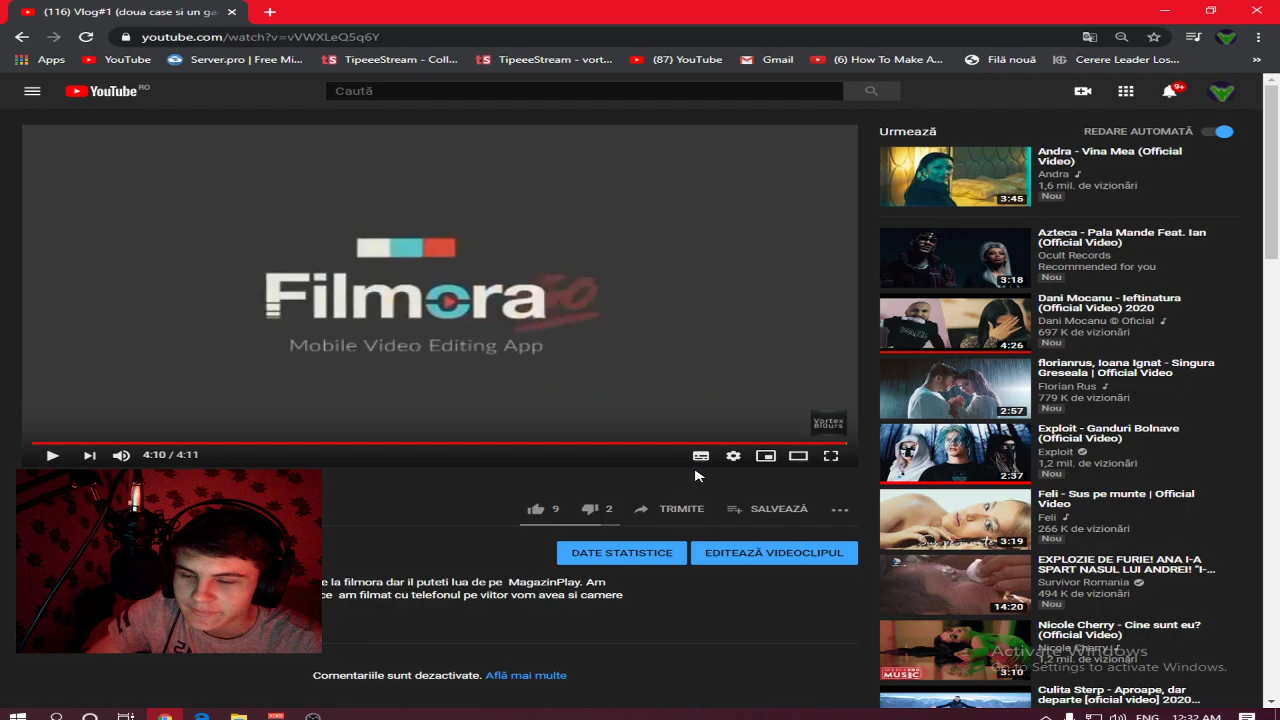 (116) Vlog#1 (doua case si un ga
youtube.com/watch?v=vVWXLeQ5q6Y
Apps
YouTube
Server.pro | Free Mi...
TipeeeStream - Coll...
TipeeeStream - vort...
(87) YouTube
Gmail
(6) How To Make A...
Filă nouă
Cerere Leader Los...
YouTube RO
Caută
9+
Filmora
Mobile Video Editing App
Vortex
4:10 / 4:11
9
2
TRIMITE
SALVEAZĂ
DATE STATISTICE
EDITEAZĂ VIDEOCLIPUL
e la filmora dar il puteti lua de pe MagazinPlay. Am
ce am filmat cu telefonul pe viitor vom avea si camere
Comentariile sunt dezactivate. Află mai multe
Urmează
REDARE AUTOMATĂ
3:45
Andra - Vina Mea (Official
Video)
Andra
1,6 mil. de vizionări
Nou
3:18
Azteca - Pala Mande Feat. Ian
(Official Video)
Ocult Records
Recommended for you
Nou
4:26
Dani Mocanu - Ieftinatura
(Official Video) 2020
Dani Mocanu © Oficial
697 K de vizionări
Nou
2:57
florianrus, Ioana Ignat - Singura
Greseala | Official Video
Florian Rus
779 K de vizionări
Nou
2:37
Exploit - Ganduri Bolnave
(Official Video)
Exploit
1,2 mil. de vizionări
Nou
Sus pe munte
3:19
Feli - Sus pe munte | Official
Video
Feli
266 K de vizionări
Nou
14:20
EXPLOZIE DE FURIE! ANA I-A
SPART NASUL LUI ANDREI! "I-...
Survivor Romania
494 K de vizionări
Nou
MUSIC
3:10
Nicole Cherry - Cine sunt eu?
(Official Video)
Nicole Cherry
1,2 mil. de vizionări
Activate Windows
Go to Settings to activate Windows.
Culita Sterp - Aproape, dar
departe [oficial video] 2020...
ENG
12:32 AM